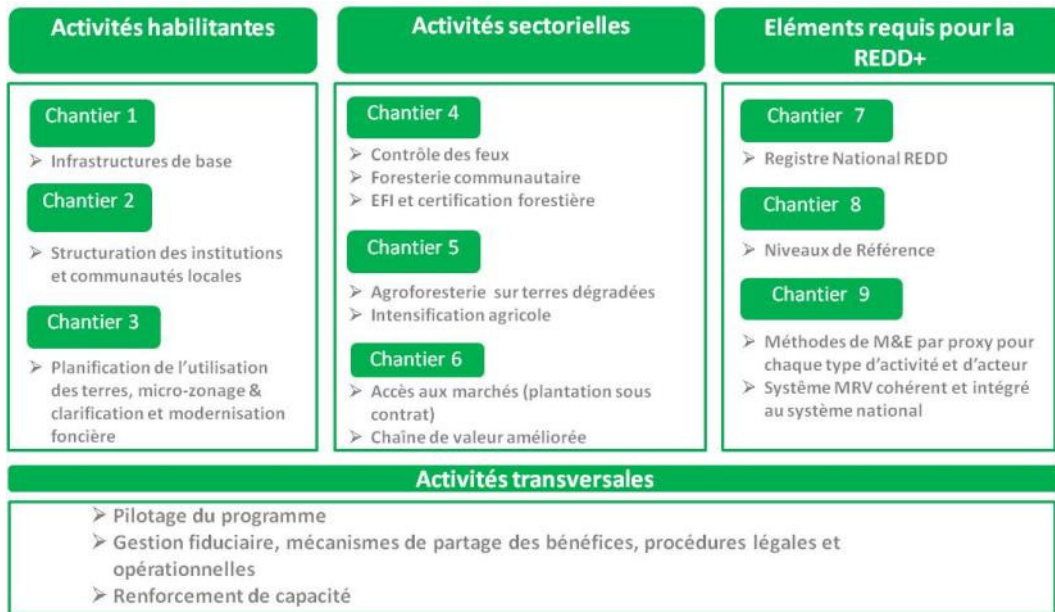 Activités habilitantes
Chantier 1
➢ Infrastructures de base
Chantier 2
➢ Structuration des institutions
et communautés locales
Chantier 3
➢ Planification de l'utilisation
des terres, micro-zonage &
clarification et modernisation
foncière
Activités sectorielles
Chantier 4
➢ Contrôle des feux
➢ Foresterie communautaire
➢ EFI et certification forestière
Chantier 5
➢ Agroforesterie sur terres dégradées
➢ Intensification agricole
Chantier 6
➢ Accès aux marchés (plantation sous
contrat)
➢ Chaîne de valeur améliorée
Eléments requis pour la
REDD+
Chantier 7
➢ Registre National REDD
Chantier 8
➢ Niveaux de Référence
Chantier 9
➢ Méthodes de M&E par proxy pour
chaque type d'activité et d'acteur
➢ Système MRV cohérent et intégré
au système national
Activités transversales
➢ Pilotage du programme
➢ Gestion fiduciaire, mécanismes de partage des bénéfices, procédures légales et
opérationnelles
➢ Renforcement de capacité